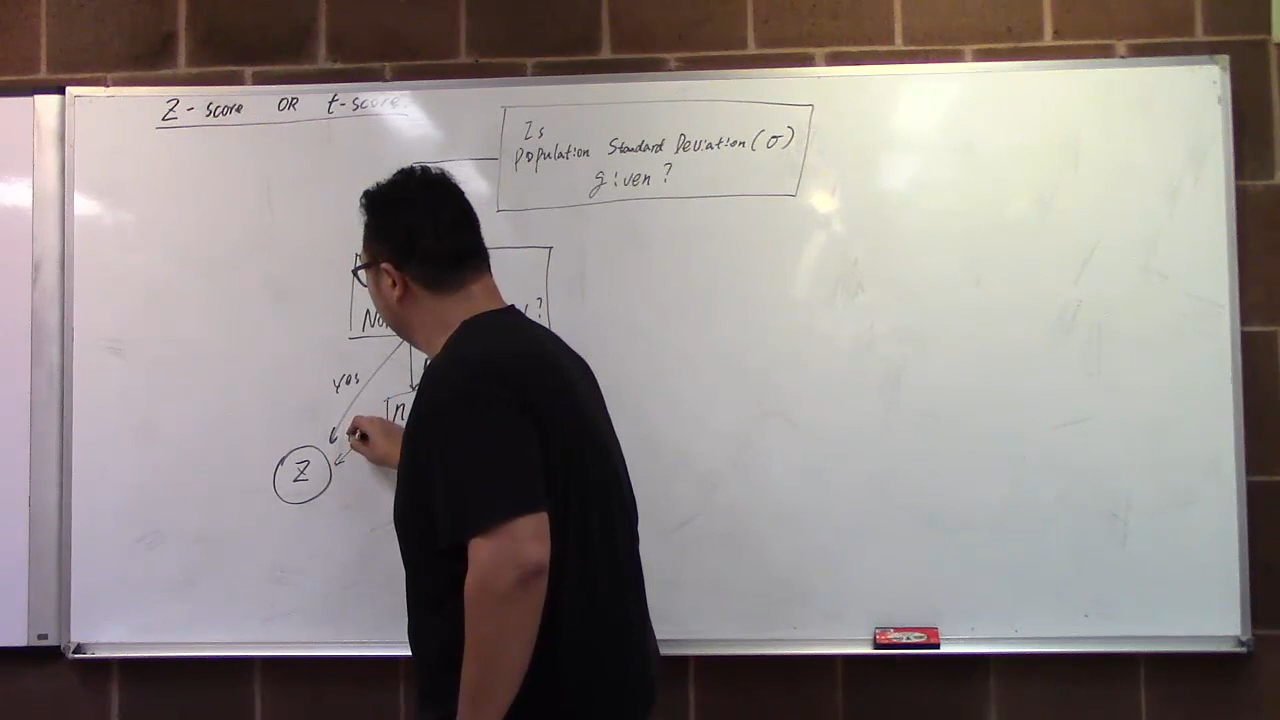 Z - score OR t-score.
Is
Population Standard Deviation (σ)
given ?
No ?
yes
n
Z